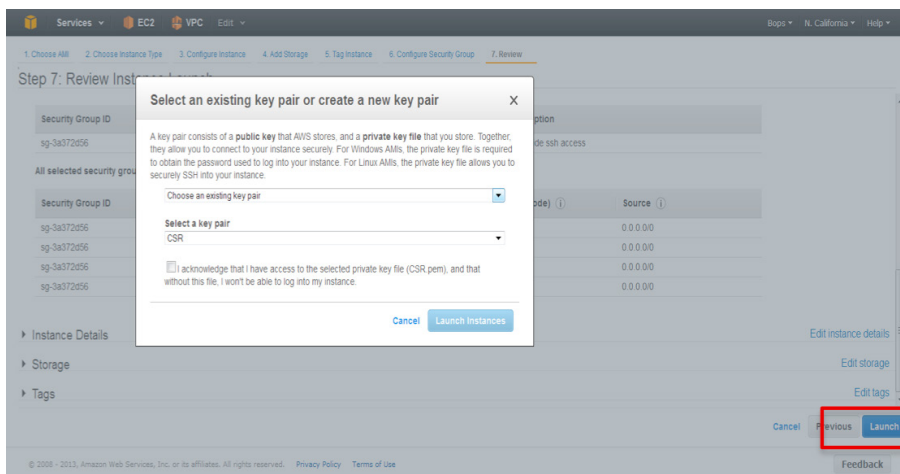 Services EC2 VPC Edit Bops N. California Help
1. Choose AMI 2. Choose Instance Type 3. Configure Instance 4. Add Storage 5. Tag Instance 6. Configure Security Group 7. Review
Step 7: Review Inst
Select an existing key pair or create a new key pair X
A key pair consists of a public key that AWS stores, and a private key file that you store. Together,
they allow you to connect to your instance securely. For Windows AMIs, the private key file is required
to obtain the password used to log into your instance. For Linux AMIs, the private key file allows you to
securely SSH into your instance.
Choose an existing key pair
Select a key pair
CSR
I acknowledge that I have access to the selected private key file (CSR.pem), and that
without this file, I won't be able to log into my instance.
Cancel Launch Instances
Security Group ID ption
sg-3a372d56 de ssh access
All selected security grou
Security Group ID ode) Source
sg-3a372d56 0.0.0.0/0
sg-3a372d56 0.0.0.0/0
sg-3a372d56 0.0.0.0/0
sg-3a372d56 0.0.0.0/0
Instance Details Edit instance details
Storage Edit storage
Tags Edit tags
Cancel Previous Launch
© 2008 - 2013, Amazon Web Services, Inc. or its affiliates. All rights reserved. Privacy Policy Terms of Use Feedback